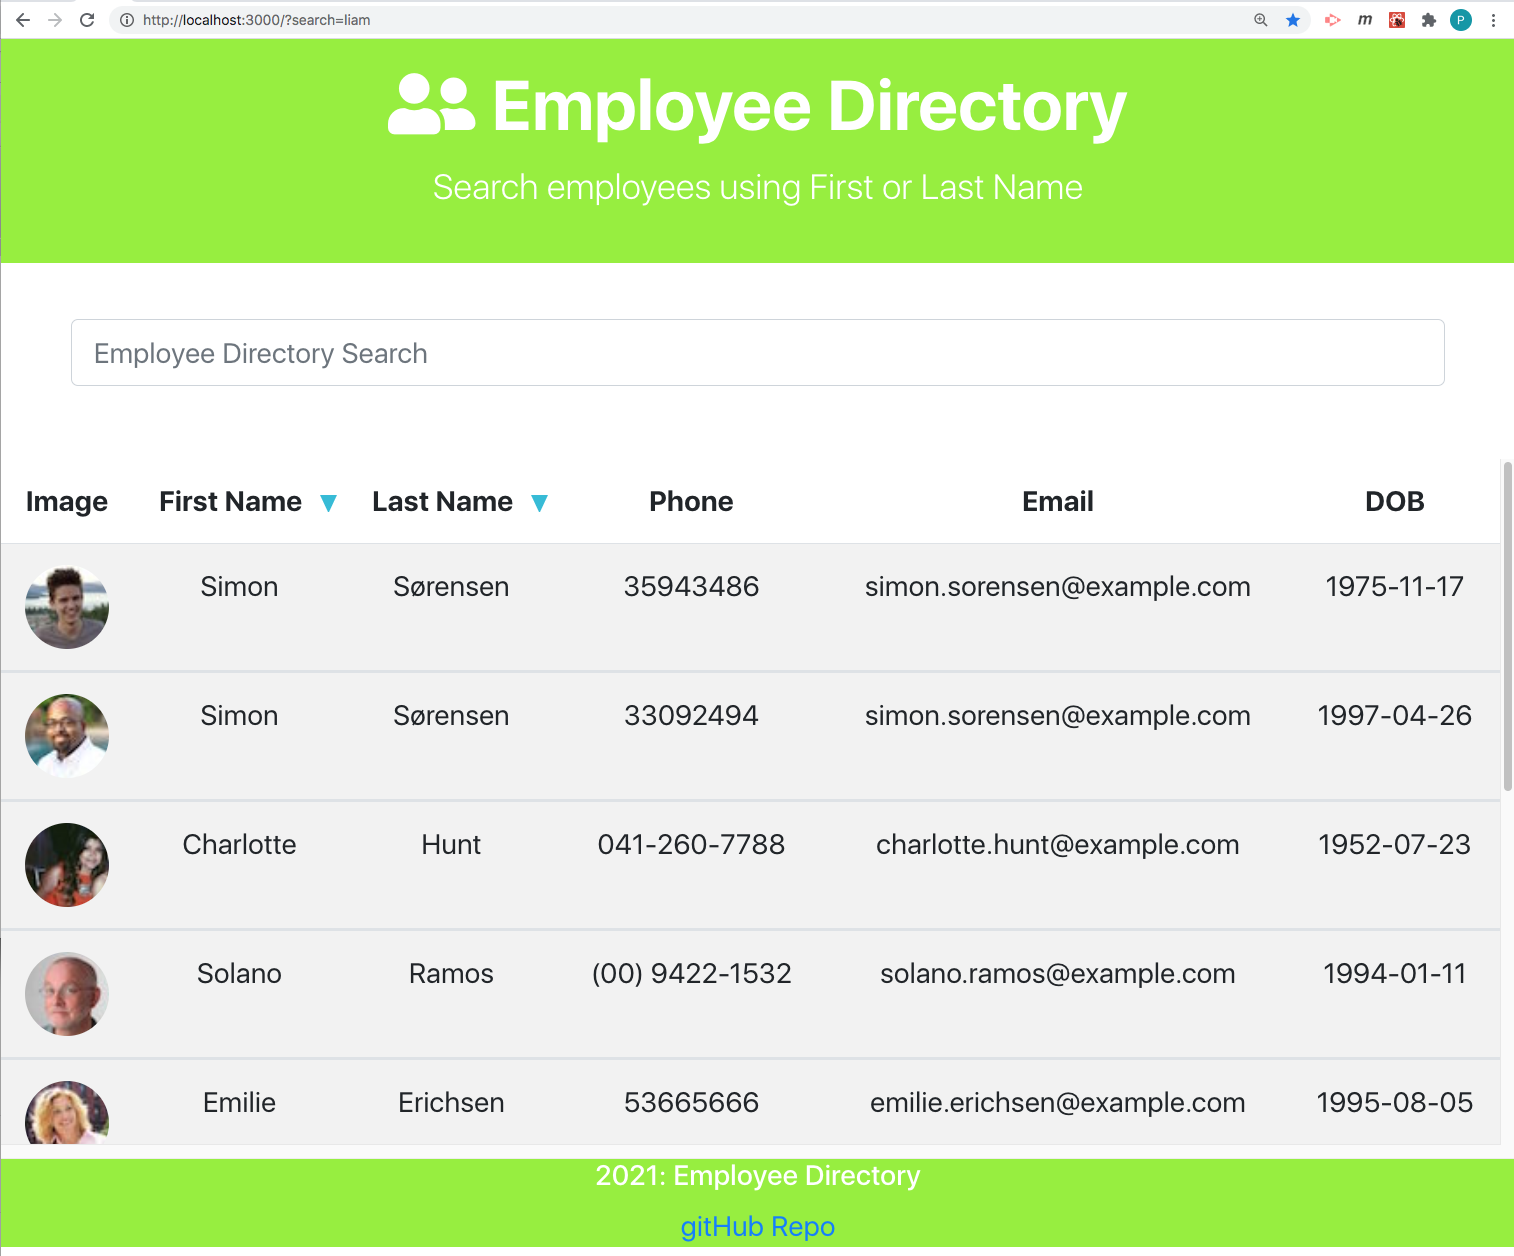 http://localhost:3000/?search=liam
m
P
Employee Directory
Search employees using First or Last Name
Employee Directory Search
Image First Name ▼ Last Name ▼ Phone Email DOB
Simon Sørensen 35943486 simon.sorensen@example.com 1975-11-17
Simon Sørensen 33092494 simon.sorensen@example.com 1997-04-26
Charlotte Hunt 041-260-7788 charlotte.hunt@example.com 1952-07-23
Solano Ramos (00) 9422-1532 solano.ramos@example.com 1994-01-11
Emilie Erichsen 53665666 emilie.erichsen@example.com 1995-08-05
2021: Employee Directory
gitHub Repo